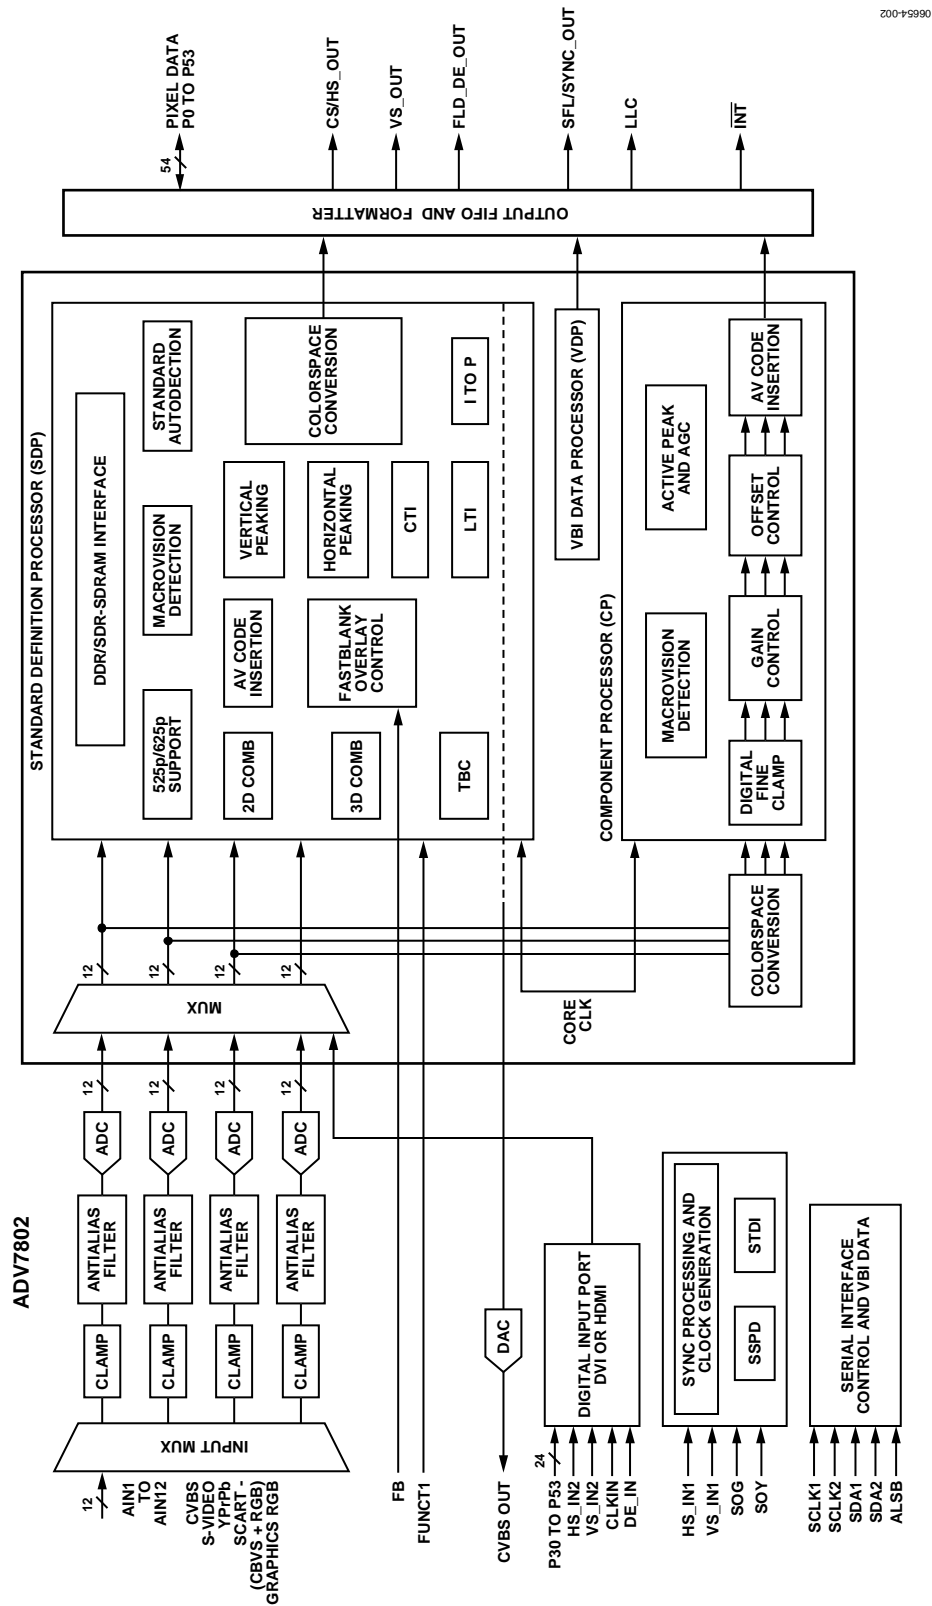 ADV7802
12
AIN1
TO
AIN12
CVBS
S-VIDEO
YPrPb
SCART -
(CBVS + RGB)
GRAPHICS RGB
INPUT MUX
CLAMP
ANTIALIAS
FILTER
ADC
12
CLAMP
ANTIALIAS
FILTER
ADC
12
CLAMP
ANTIALIAS
FILTER
ADC
12
CLAMP
ANTIALIAS
FILTER
ADC
12
MUX
12
12
12
12
FB
FUNCT1
CVBS OUT
DAC
24
P30 TO P53
HS_IN2
VS_IN2
CLKIN
DE_IN
DIGITAL INPUT PORT
DVI OR HDMI
HS_IN1
VS_IN1
SOG
SOY
SYNC PROCESSING AND
CLOCK GENERATION
SSPD
STDI
SCLK1
SCLK2
SDA1
SDA2
ALSB
SERIAL INTERFACE
CONTROL AND VBI DATA
CORE
CLK
COLORSPACE
CONVERSION
STANDARD DEFINITION PROCESSOR (SDP)
DDR/SDR-SDRAM INTERFACE
525p/625p
SUPPORT
MACROVISION
DETECTION
STANDARD
AUTODECTION
2D COMB
AV CODE
INSERTION
VERTICAL
PEAKING
COLORSPACE
CONVERSION
3D COMB
FASTBLANK
OVERLAY
CONTROL
HORIZONTAL
PEAKING
CTI
TBC
LTI
I TO P
VBI DATA PROCESSOR (VDP)
COMPONENT PROCESSOR (CP)
MACROVISION
DETECTION
ACTIVE PEAK
AND AGC
DIGITAL
FINE
CLAMP
GAIN
CONTROL
OFFSET
CONTROL
AV CODE
INSERTION
OUTPUT FIFO AND FORMATTER
54
PIXEL DATA
P0 TO P53
CS/HS_OUT
VS_OUT
FLD_DE_OUT
SFL/SYNC_OUT
LLC
INT
06654-002